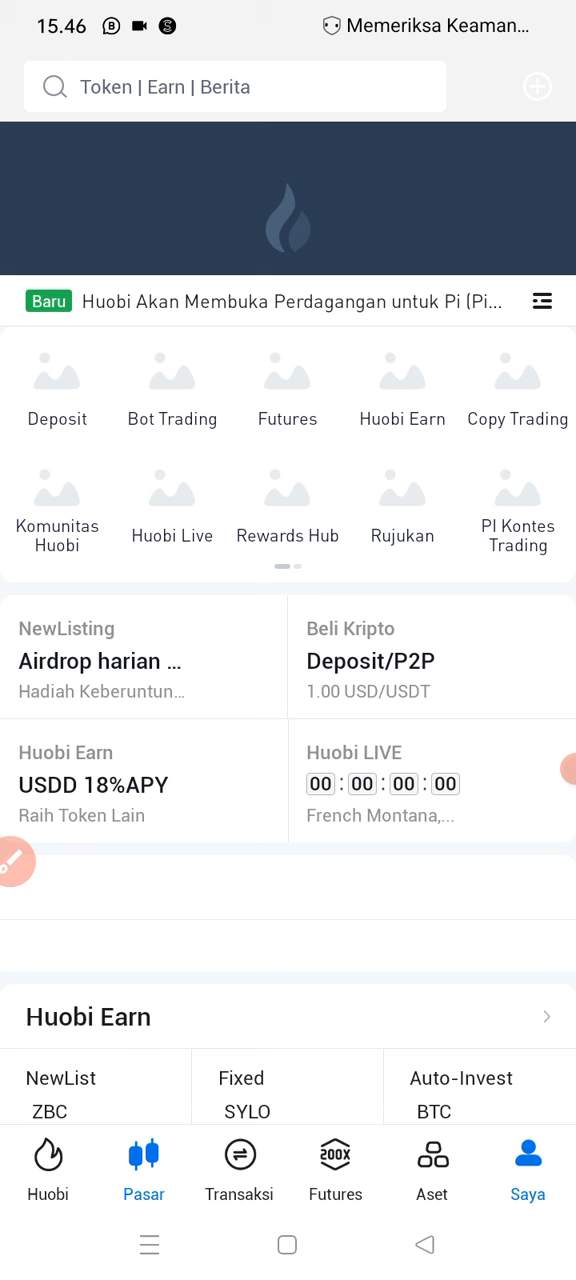 15.46
Memeriksa Keaman...
Token | Earn | Berita
Baru Huobi Akan Membuka Perdagangan untuk Pi (Pi...
Deposit
Bot Trading
Futures
Huobi Earn
Copy Trading
Komunitas
Huobi
Huobi Live
Rewards Hub
Rujukan
PI Kontes
Trading
NewListing
Airdrop harian ...
Hadiah Keberuntun...
Beli Kripto
Deposit/P2P
1.00 USD/USDT
Huobi Earn
USDD 18%APY
Raih Token Lain
Huobi LIVE
00 : 00 : 00 : 00
French Montana,...
Huobi Earn
NewList
ZBC
Fixed
SYLO
Auto-Invest
BTC
200X
Huobi
Pasar
Transaksi
Futures
Aset
Saya